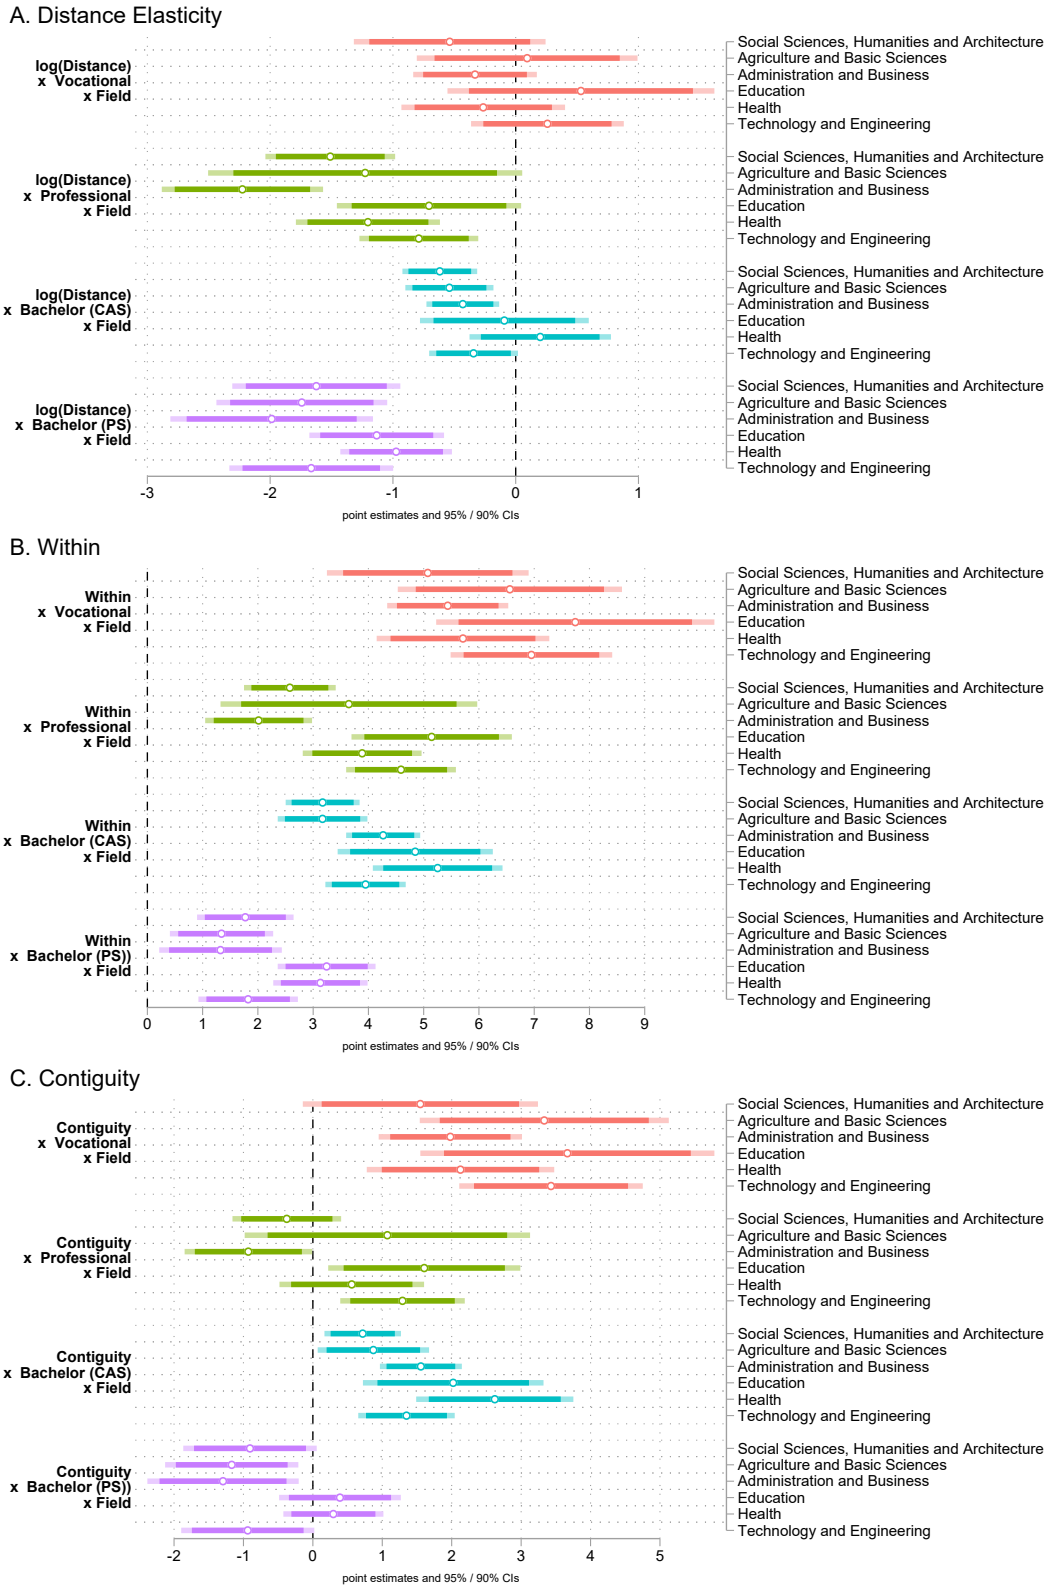 A. Distance Elasticity
log(Distance)
x Vocational
x Field
Social Sciences, Humanities and Architecture
Agriculture and Basic Sciences
Administration and Business
Education
Health
Technology and Engineering
log(Distance)
x Professional
x Field
Social Sciences, Humanities and Architecture
Agriculture and Basic Sciences
Administration and Business
Education
Health
Technology and Engineering
log(Distance)
x Bachelor (CAS)
x Field
Social Sciences, Humanities and Architecture
Agriculture and Basic Sciences
Administration and Business
Education
Health
Technology and Engineering
log(Distance)
x Bachelor (PS)
x Field
Social Sciences, Humanities and Architecture
Agriculture and Basic Sciences
Administration and Business
Education
Health
Technology and Engineering
-3 -2 -1 0 1
point estimates and 95% / 90% CIs
B. Within
Within
x Vocational
x Field
Social Sciences, Humanities and Architecture
Agriculture and Basic Sciences
Administration and Business
Education
Health
Technology and Engineering
Within
x Professional
x Field
Social Sciences, Humanities and Architecture
Agriculture and Basic Sciences
Administration and Business
Education
Health
Technology and Engineering
Within
x Bachelor (CAS)
x Field
Social Sciences, Humanities and Architecture
Agriculture and Basic Sciences
Administration and Business
Education
Health
Technology and Engineering
Within
x Bachelor (PS))
x Field
Social Sciences, Humanities and Architecture
Agriculture and Basic Sciences
Administration and Business
Education
Health
Technology and Engineering
0 1 2 3 4 5 6 7 8 9
point estimates and 95% / 90% CIs
C. Contiguity
Contiguity
x Vocational
x Field
Social Sciences, Humanities and Architecture
Agriculture and Basic Sciences
Administration and Business
Education
Health
Technology and Engineering
Contiguity
x Professional
x Field
Social Sciences, Humanities and Architecture
Agriculture and Basic Sciences
Administration and Business
Education
Health
Technology and Engineering
Contiguity
x Bachelor (CAS)
x Field
Social Sciences, Humanities and Architecture
Agriculture and Basic Sciences
Administration and Business
Education
Health
Technology and Engineering
Contiguity
x Bachelor (PS))
x Field
Social Sciences, Humanities and Architecture
Agriculture and Basic Sciences
Administration and Business
Education
Health
Technology and Engineering
-2 -1 0 1 2 3 4 5
point estimates and 95% / 90% CIs